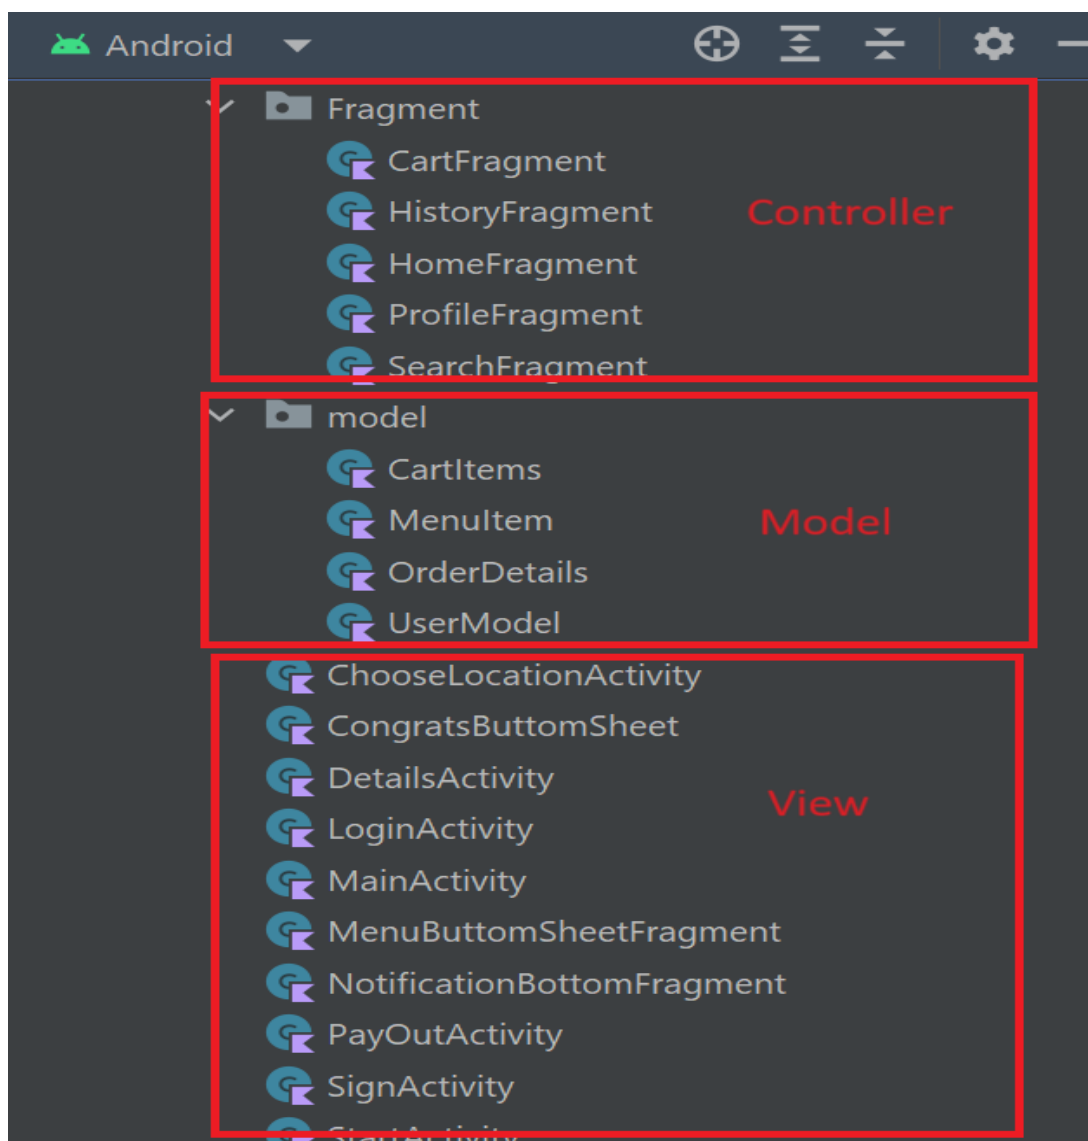 Android
Fragment
CartFragment
HistoryFragment
Controller
HomeFragment
ProfileFragment
SearchFragment
model
CartItems
MenuItem
Model
OrderDetails
UserModel
ChooseLocationActivity
CongratsButtomSheet
DetailsActivity
View
LoginActivity
MainActivity
MenuButtomSheetFragment
NotificationBottomFragment
PayOutActivity
SignActivity
StartActivity